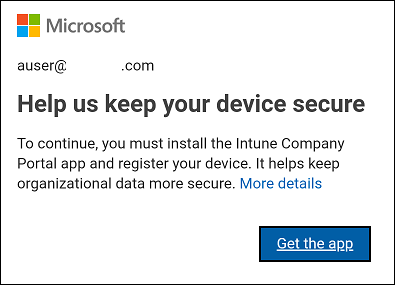 Microsoft
auser@ .com
Help us keep your device secure
To continue, you must install the Intune Company
Portal app and register your device. It helps keep
organizational data more secure. More details
Get the app